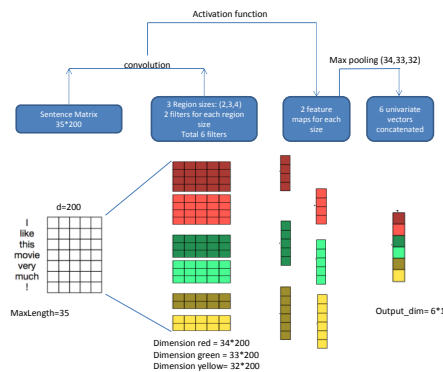 Activation function
convolution
Max pooling (34,33,32)
Sentence Matrix
35*200
3 Region sizes: (2,3,4)
2 filters for each region
size
Total 6 filters
2 feature
maps for each
size
6 univariate
vectors
concatenated
d=200
I
like
this
movie
very
much
!
MaxLength=35
Output_dim= 6*1
Dimension red = 34*200
Dimension green = 33*200
Dimension yellow= 32*200